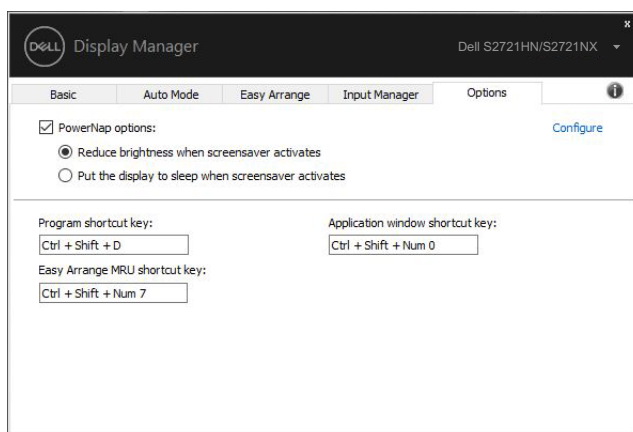 x
DELL Display Manager
Dell S2721HN/S2721NX
Basic Auto Mode Easy Arrange Input Manager Options
i
PowerNap options:
Configure
Reduce brightness when screensaver activates
Put the display to sleep when screensaver activates
Program shortcut key:
Application window shortcut key:
Ctrl + Shift + D
Ctrl + Shift + Num 0
Easy Arrange MRU shortcut key:
Ctrl + Shift + Num 7